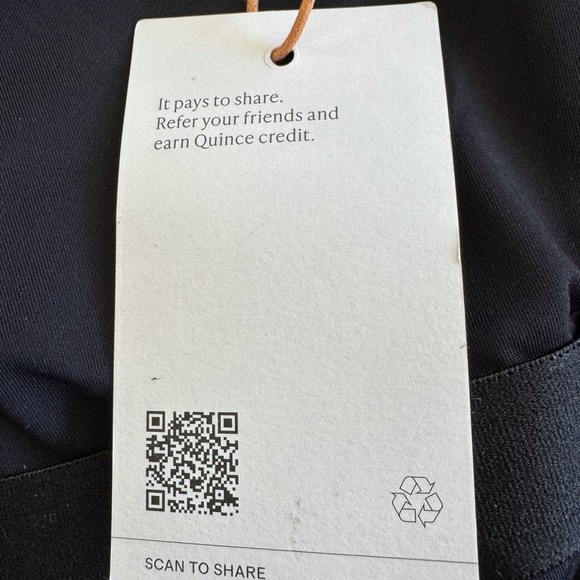 It pays to share.
Refer your friends and
earn Quince credit.
SCAN TO SHARE